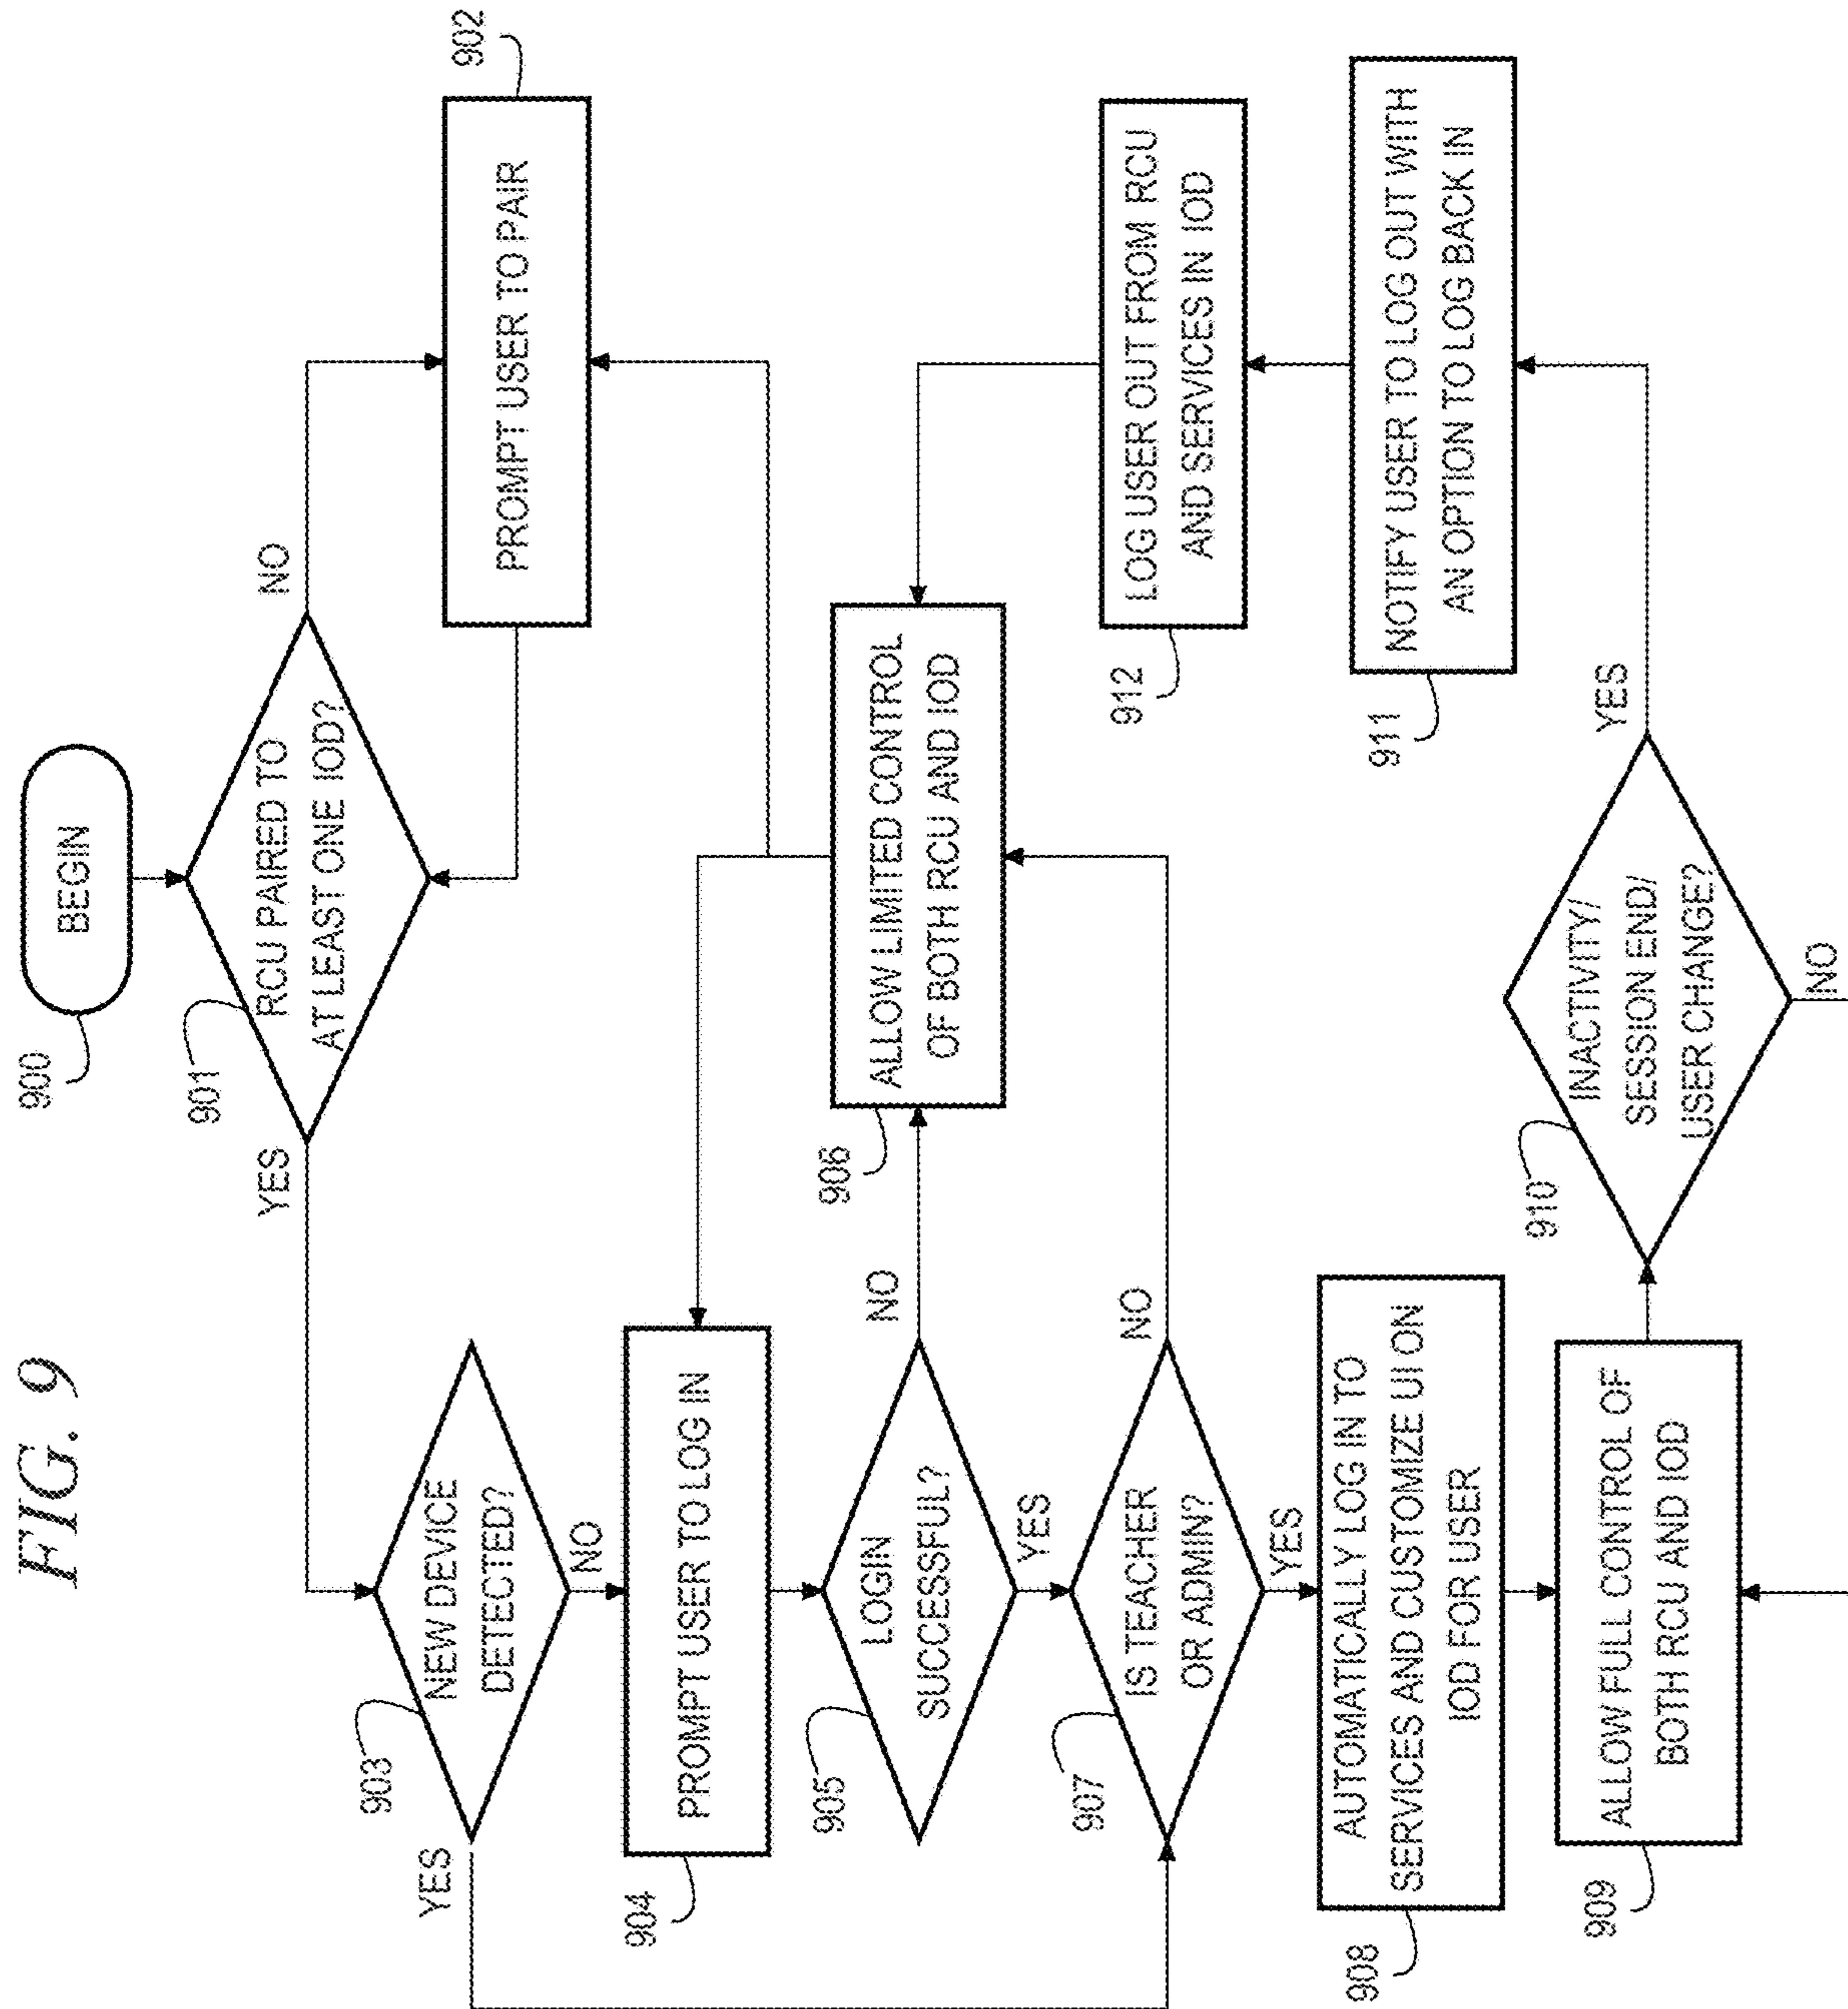 FIG. 9
900
BEGIN
901
RCU PAIRED TO
AT LEAST ONE IOD?
NO
YES
902
PROMPT USER TO PAIR
903
NEW DEVICE
DETECTED?
YES
NO
904
PROMPT USER TO LOG IN
905
LOGIN
SUCCESSFUL?
NO
YES
906
ALLOW LIMITED CONTROL
OF BOTH RCU AND IOD
907
IS TEACHER
OR ADMIN?
NO
YES
908
AUTOMATICALLY LOG IN TO
SERVICES AND CUSTOMIZE UI ON
IOD FOR USER
909
ALLOW FULL CONTROL OF
BOTH RCU AND IOD
910
INACTIVITY/
SESSION END/
USER CHANGE?
YES
NO
911
NOTIFY USER TO LOG OUT WITH
AN OPTION TO LOG BACK IN
912
LOG USER OUT FROM RCU
AND SERVICES IN IOD